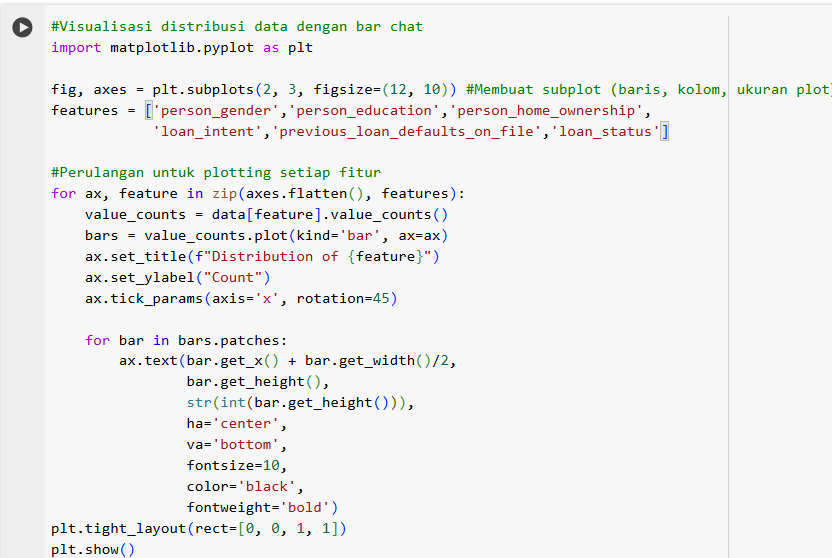 #Visualisasi distribusi data dengan bar chat
import matplotlib.pyplot as plt
fig, axes = plt.subplots(2, 3, figsize=(12, 10)) #Membuat subplot (baris, kolom, ukuran plot)
features = ['person_gender','person_education','person_home_ownership',
'loan_intent','previous_loan_defaults_on_file','loan_status']
#Perulangan untuk plotting setiap fitur
for ax, feature in zip(axes.flatten(), features):
    value_counts = data[feature].value_counts()
    bars = value_counts.plot(kind='bar', ax=ax)
    ax.set_title(f"Distribution of {feature}")
    ax.set_ylabel("Count")
    ax.tick_params(axis='x', rotation=45)
    for bar in bars.patches:
        ax.text(bar.get_x() + bar.get_width()/2,
                bar.get_height(),
                str(int(bar.get_height())),
                ha='center',
                va='bottom',
                fontsize=10,
                color='black',
                fontweight='bold')
plt.tight_layout(rect=[0, 0, 1, 1])
plt.show()